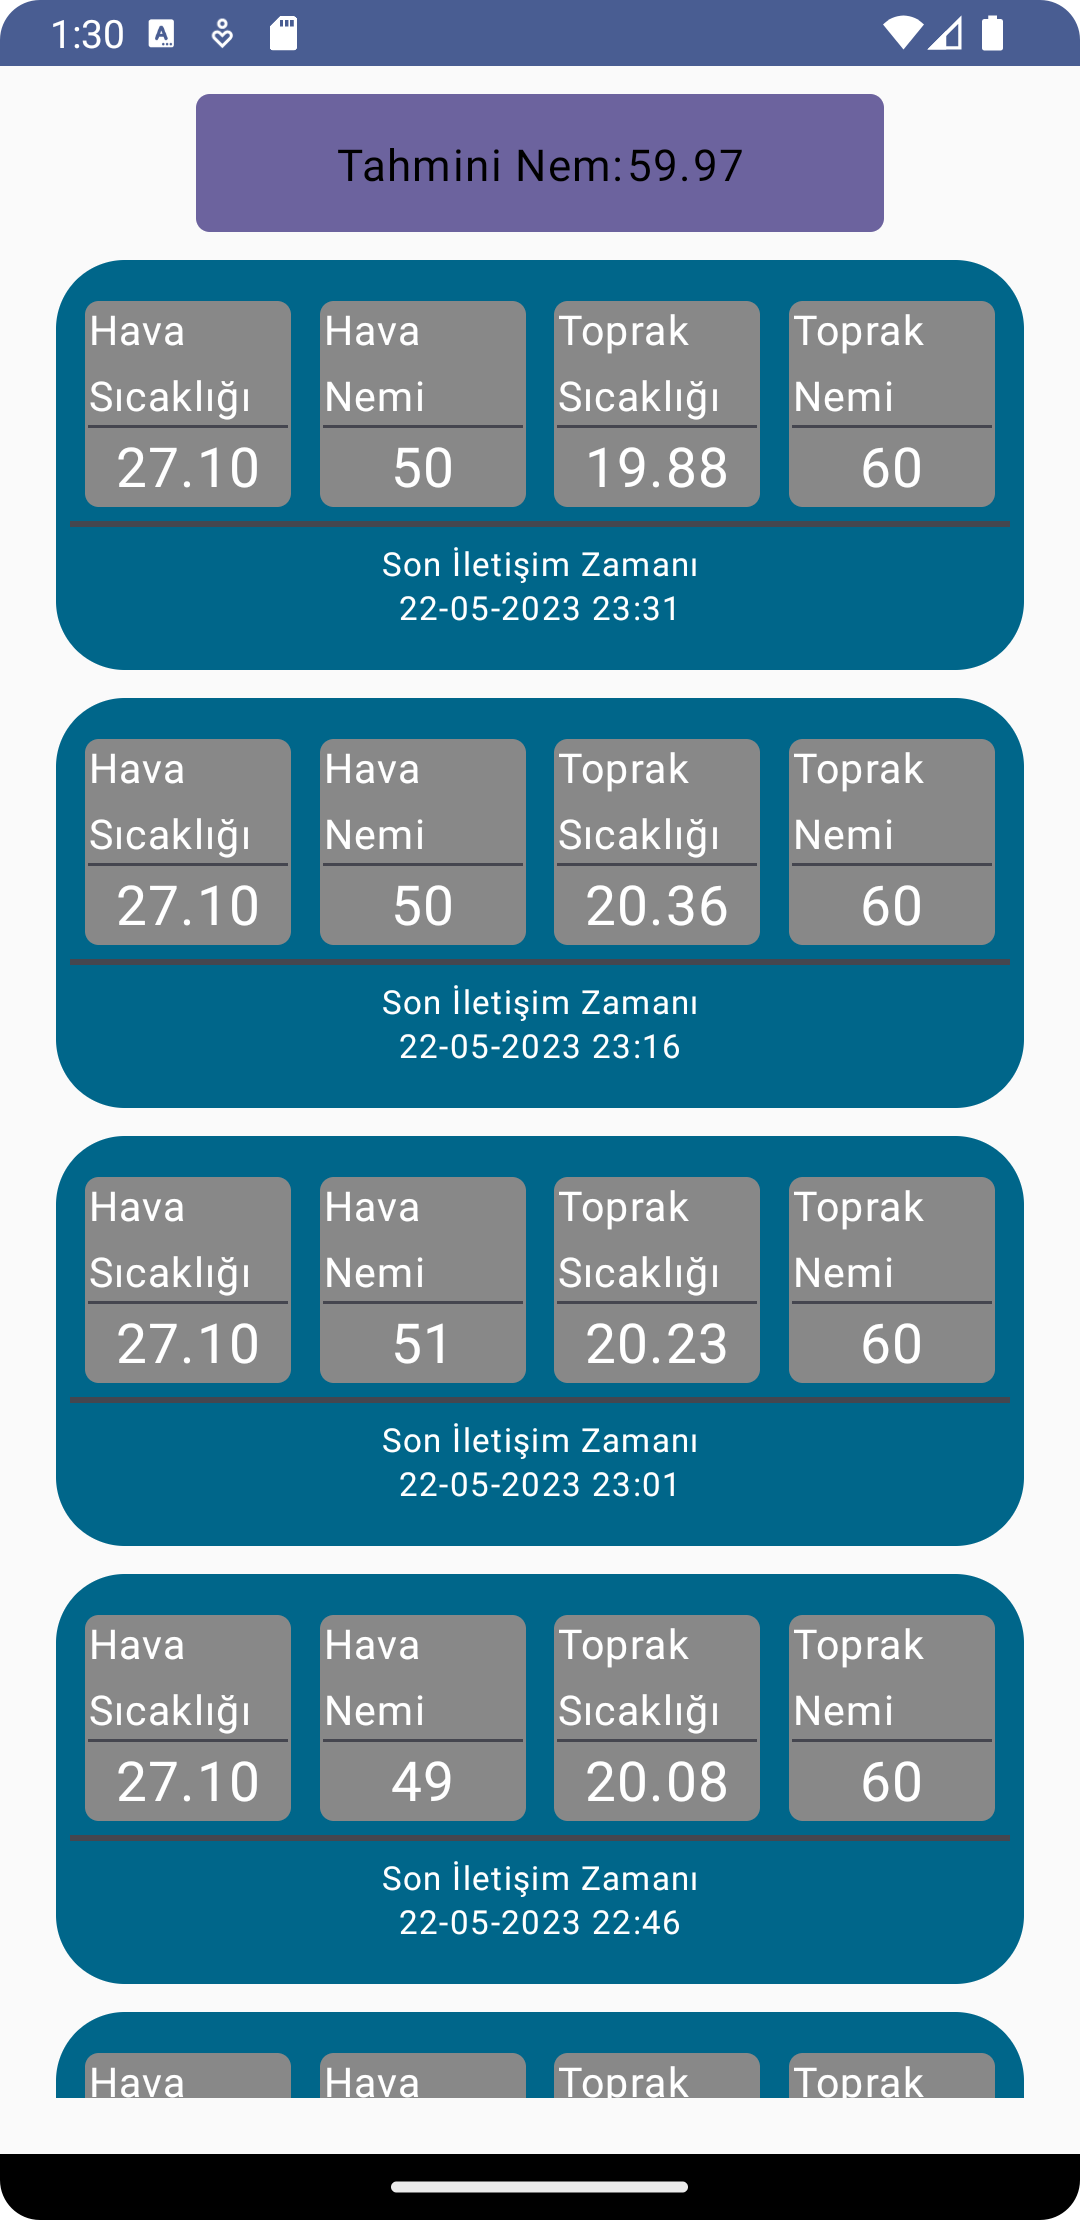 1:30
Tahmini Nem: 59.97
Hava Hava Toprak Toprak
Sıcaklığı Nemi Sıcaklığı Nemi
27.10 50 19.88 60
Son İletişim Zamanı
22-05-2023 23:31
Hava Hava Toprak Toprak
Sıcaklığı Nemi Sıcaklığı Nemi
27.10 50 20.36 60
Son İletişim Zamanı
22-05-2023 23:16
Hava Hava Toprak Toprak
Sıcaklığı Nemi Sıcaklığı Nemi
27.10 51 20.23 60
Son İletişim Zamanı
22-05-2023 23:01
Hava Hava Toprak Toprak
Sıcaklığı Nemi Sıcaklığı Nemi
27.10 49 20.08 60
Son İletişim Zamanı
22-05-2023 22:46
Hava Hava Toprak Toprak